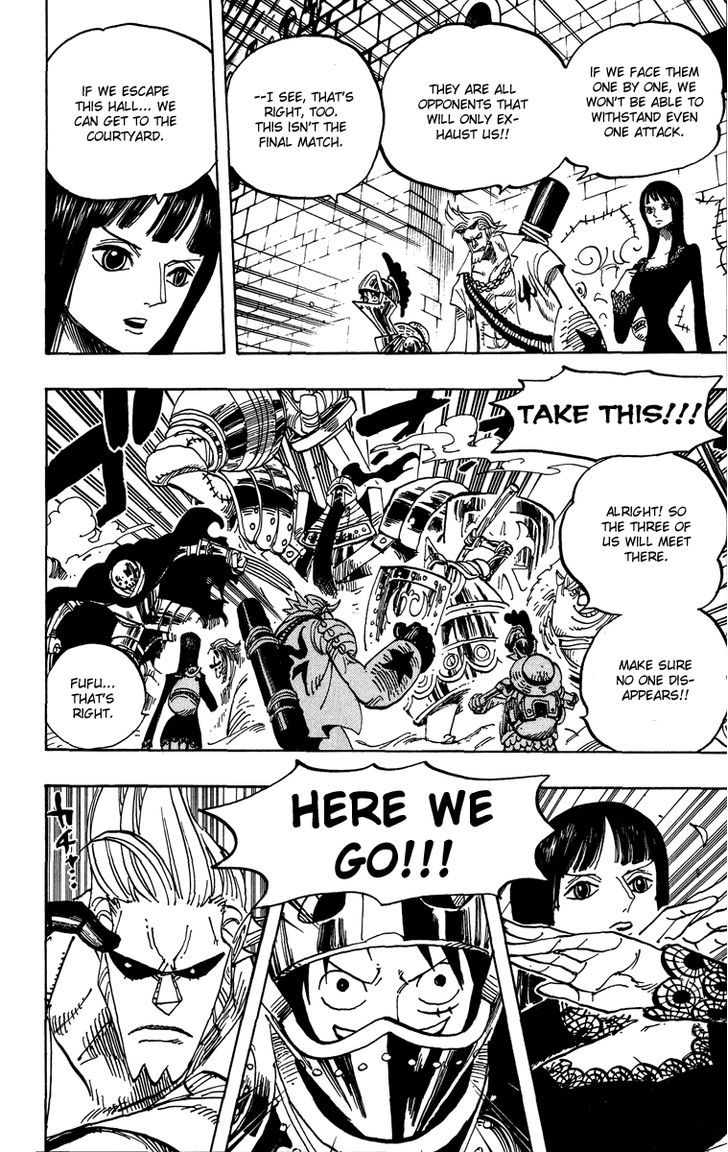 IF WE FACE THEM
ONE BY ONE, WE
WON'T BE ABLE TO
WITHSTAND EVEN
ONE ATTACK.
THEY ARE ALL
OPPONENTS THAT
WILL ONLY EX-
HAUST US!!
--I SEE, THAT'S
RIGHT, TOO.
THIS ISN'T THE
FINAL MATCH.
IF WE ESCAPE
THIS HALL... WE
CAN GET TO THE
COURTYARD.
TAKE THIS!!!
ALRIGHT! SO
THE THREE OF
US WILL MEET
THERE.
MAKE SURE
NO ONE DIS-
APPEARS!!
FUFU...
THAT'S
RIGHT.
HERE WE
GO!!!